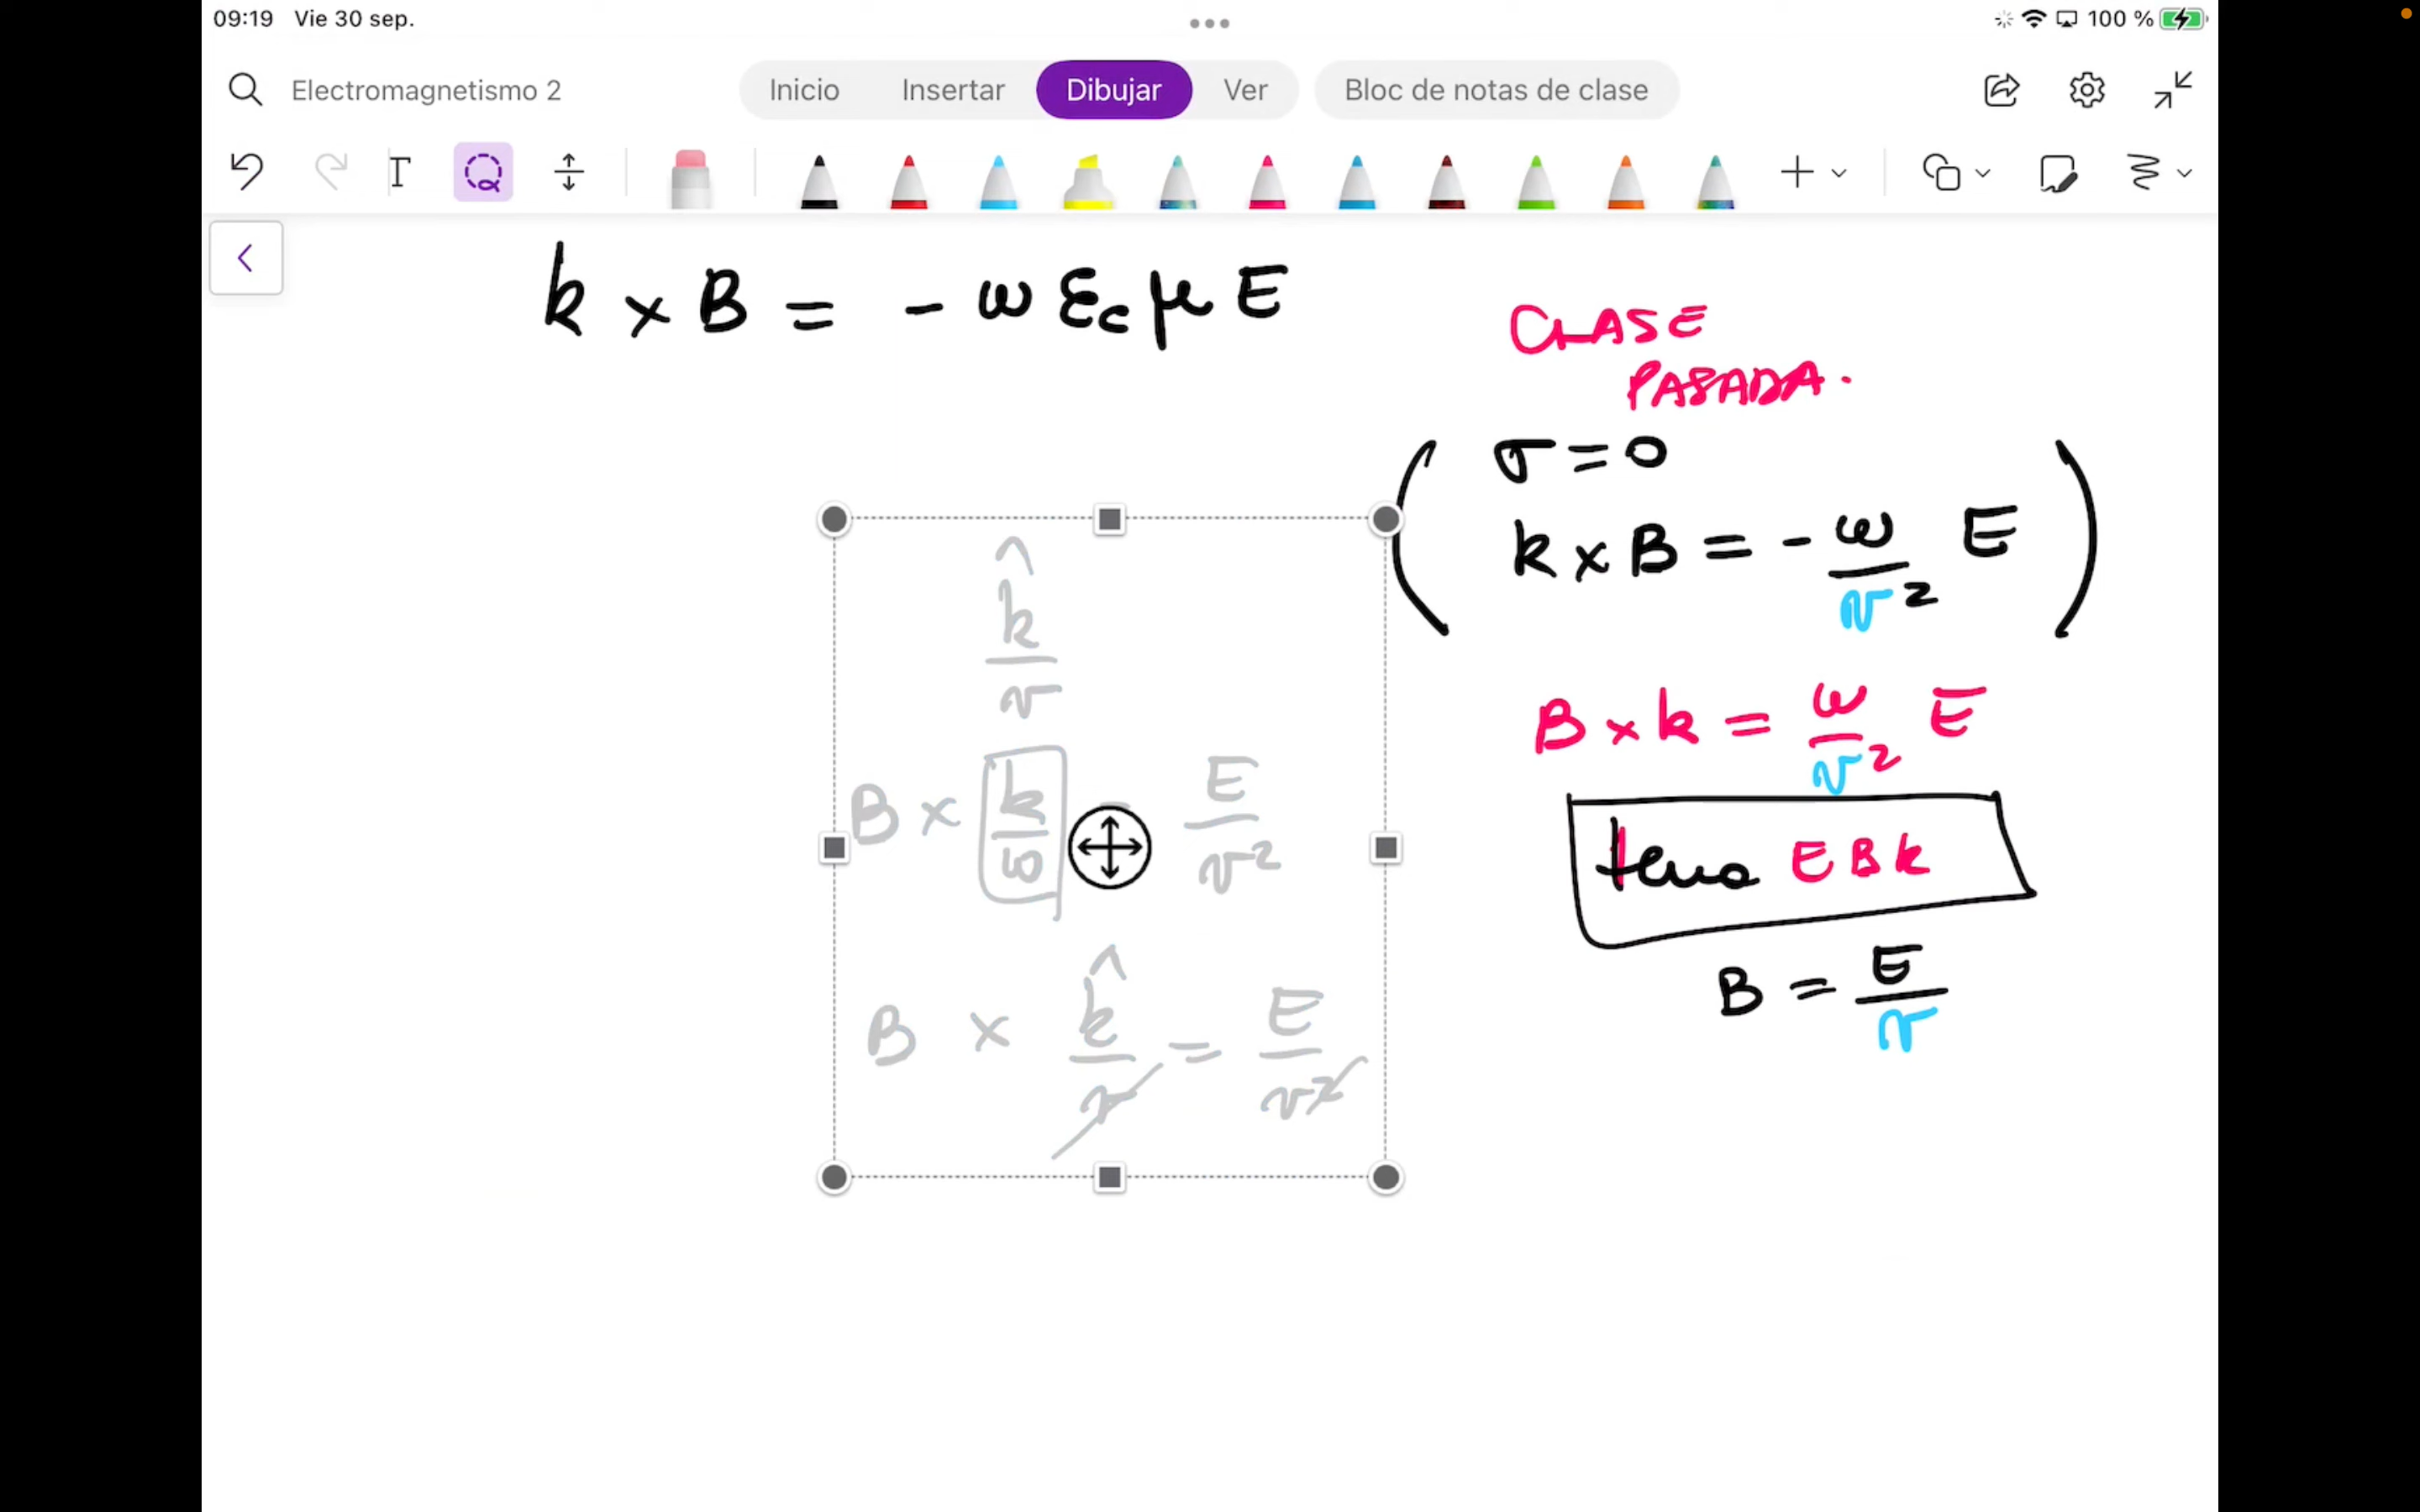 09:19 Vie 30 sep. 100 %
Electromagnetismo 2 Inicio Insertar Dibujar Ver Bloc de notas de clase
T
k × B = - ω ε_c μ E
CLASE
PASADA.
( σ = 0
k × B = - ω/v² E )
B × k = ω/v² E
EBk
B = E/v
k̂/v
B × k/ω = E/v²
B × k̂/v = E/v²